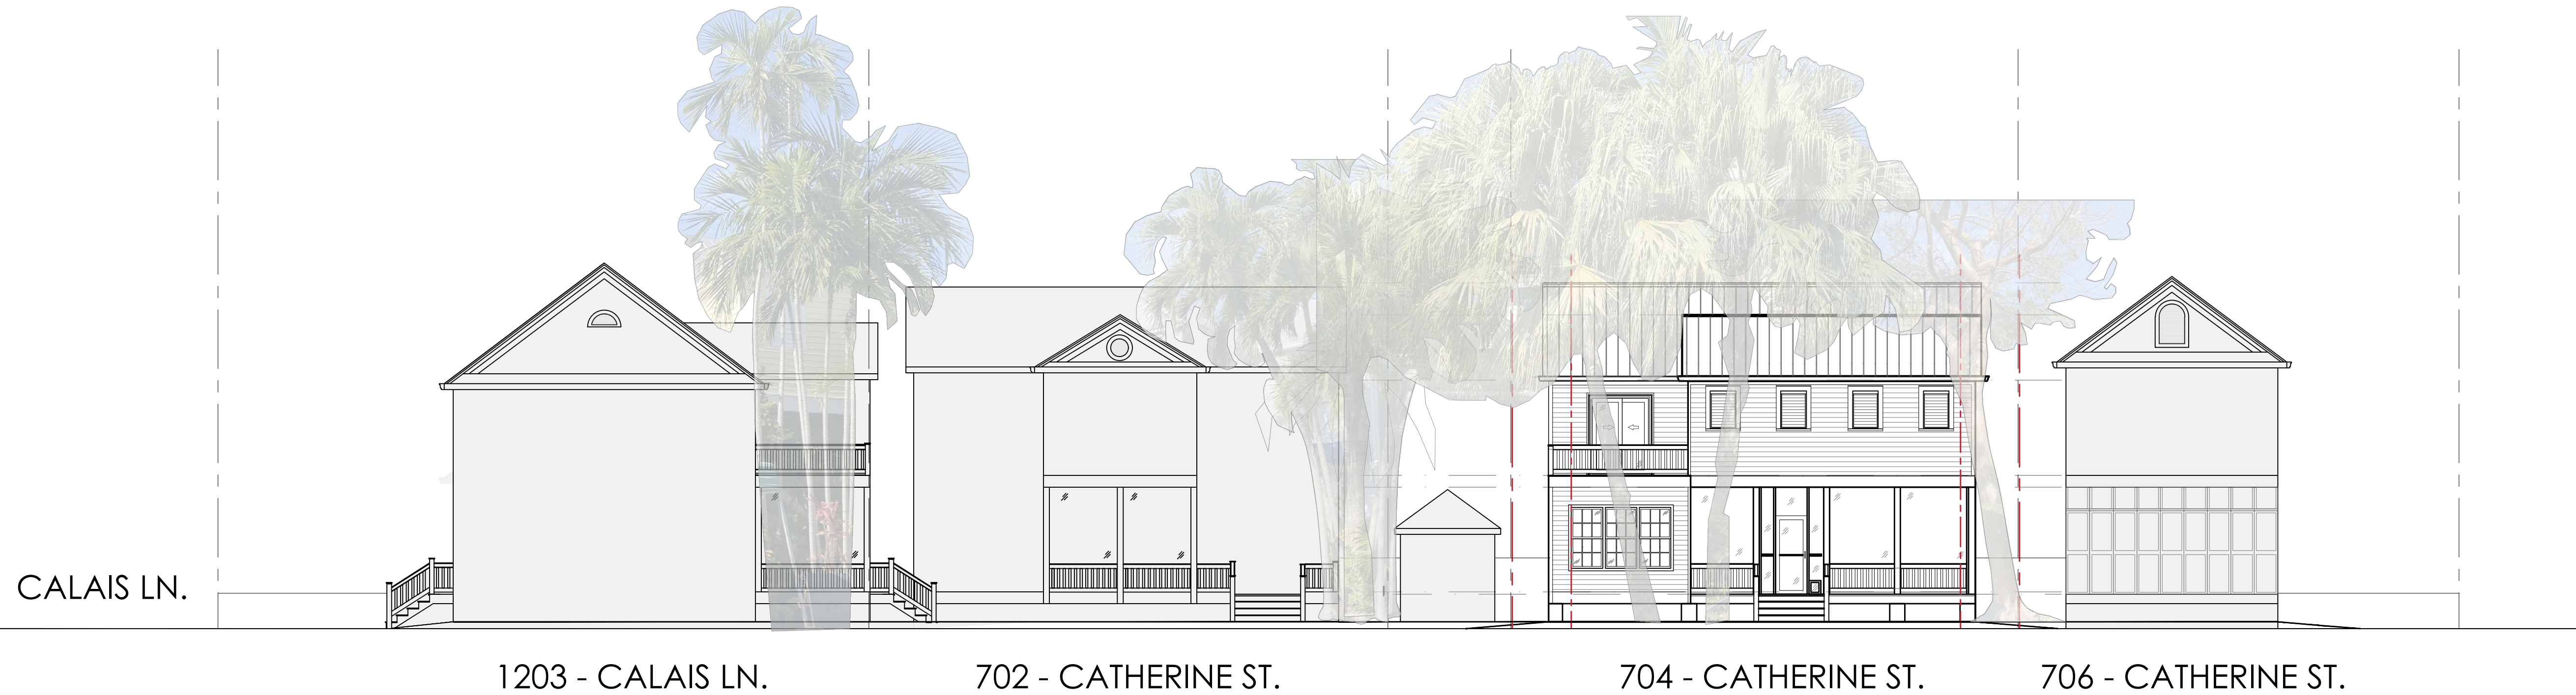 CALAIS LN.
1203 - CALAIS LN.
702 - CATHERINE ST.
704 - CATHERINE ST.
706 - CATHERINE ST.